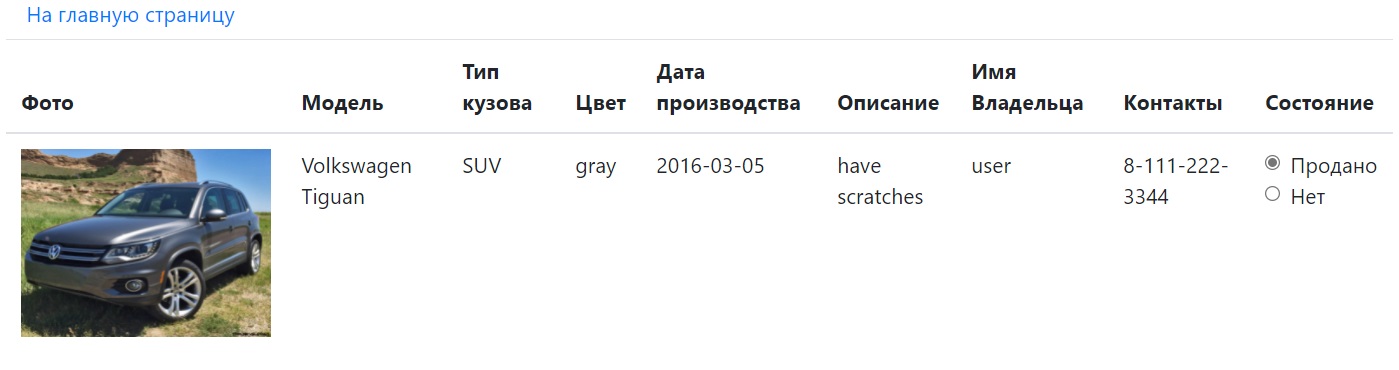 На главную страницу
Фото Модель Тип кузова Цвет Дата производства Описание Имя Владельца Контакты Состояние
Volkswagen SUV gray 2016-03-05 have user 8-111-222- Продано
Tiguan scratches 3344 Нет